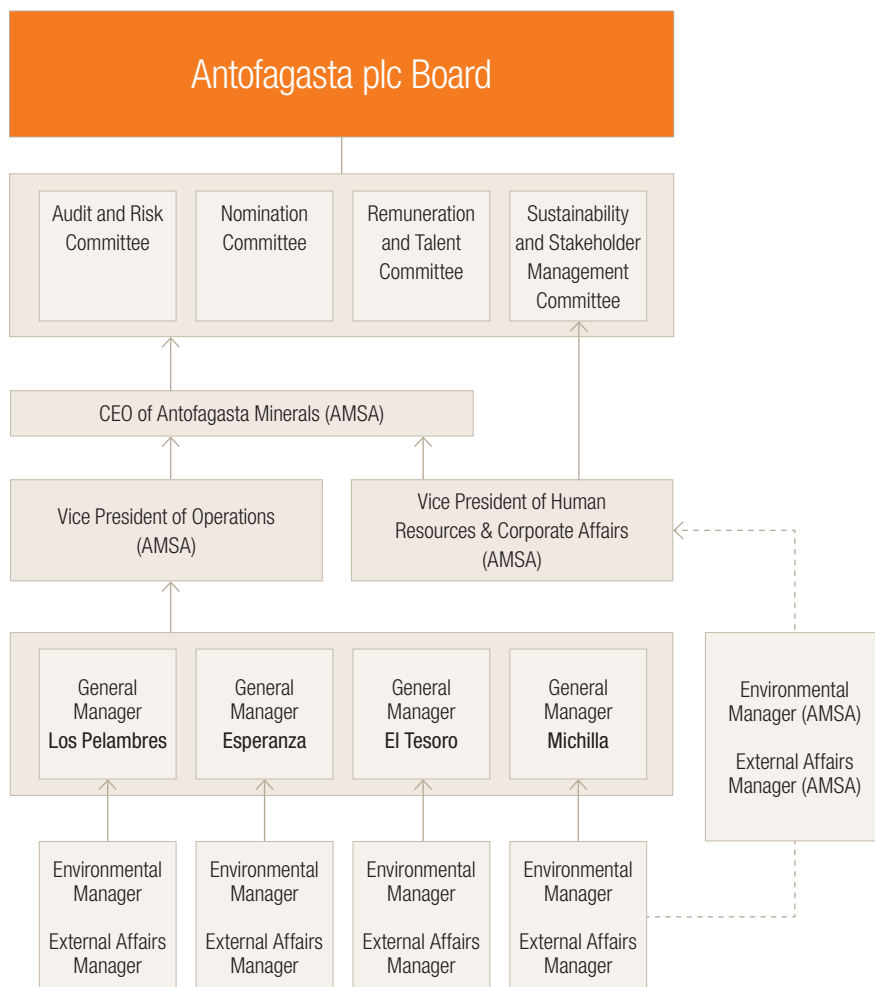 Antofagasta plc Board
Audit and Risk
Committee
Nomination
Committee
Remuneration
and Talent
Committee
Sustainability
and Stakeholder
Management
Committee
CEO of Antofagasta Minerals (AMSA)
Vice President of Operations
(AMSA)
Vice President of Human
Resources & Corporate Affairs
(AMSA)
General
Manager
Los Pelambres
General
Manager
Esperanza
General
Manager
El Tesoro
General
Manager
Michilla
Environmental
Manager (AMSA)
External Affairs
Manager (AMSA)
Environmental
Manager
External Affairs
Manager
Environmental
Manager
External Affairs
Manager
Environmental
Manager
External Affairs
Manager
Environmental
Manager
External Affairs
Manager